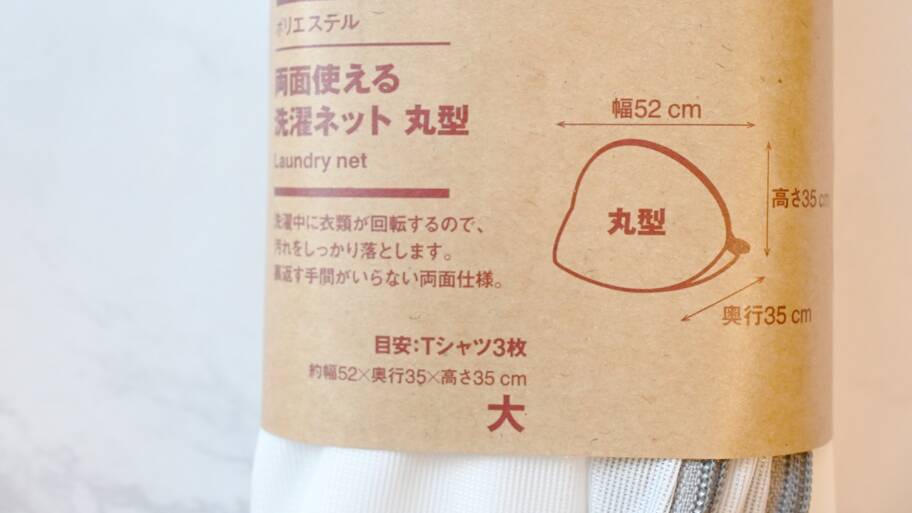 ポリエステル
両面使える
洗濯ネット 丸型
Laundry net
洗濯中に衣類が回転するので、
汚れをしっかり落とします。
裏返す手間がいらない両面仕様。
目安:Tシャツ3枚
約幅52×奥行35×高さ35 cm
大
幅52 cm
丸型
高さ35 cm
奥行35 cm